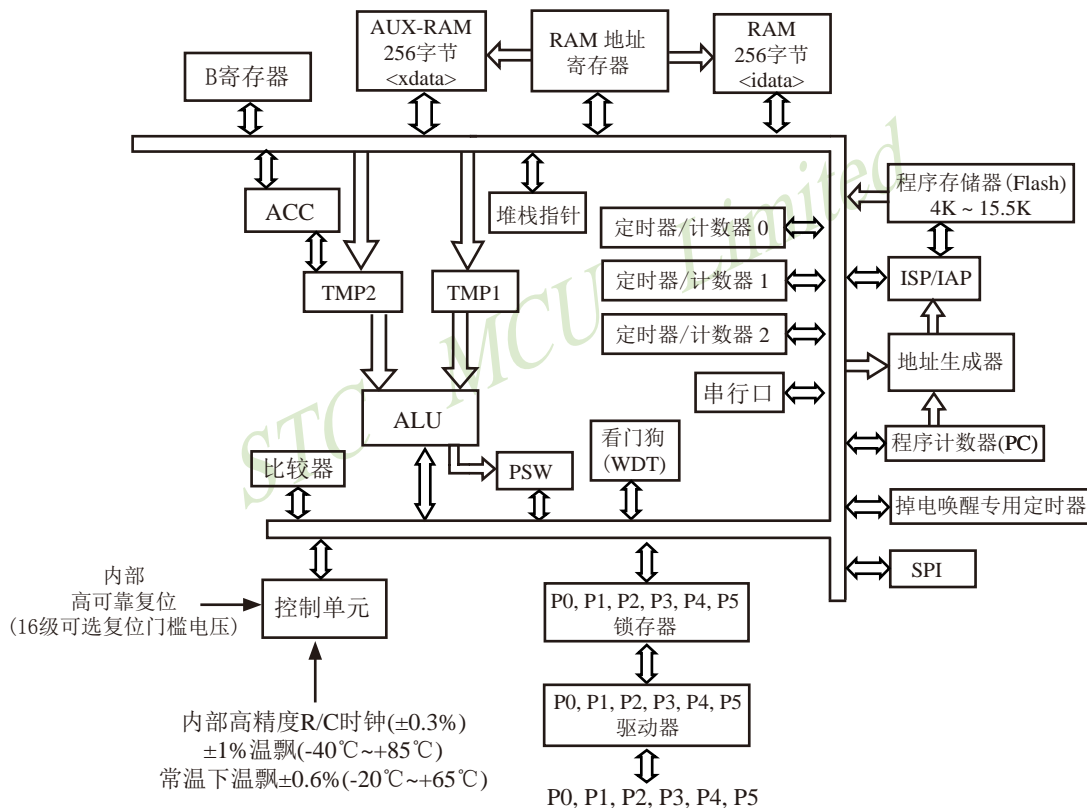 AUX-RAM
256字节
<xdata>
RAM 地址
寄存器
RAM
256字节
<idata>
B寄存器
ACC
堆栈指针
程序存储器(Flash)
4K ~ 15.5K
定时器/计数器 0
TMP2
TMP1
定时器/计数器 1
ISP/IAP
定时器/计数器 2
地址生成器
串行口
ALU
程序计数器(PC)
比较器
PSW
看门狗
(WDT)
掉电唤醒专用定时器
SPI
内部
高可靠复位
(16级可选复位门槛电压)
控制单元
P0, P1, P2, P3, P4, P5
锁存器
内部高精度R/C时钟(±0.3%)
±1%温飘(-40℃~+85℃)
常温下温飘±0.6%(-20℃~+65℃)
P0, P1, P2, P3, P4, P5
驱动器
P0, P1, P2, P3, P4, P5
STC MCU Limited